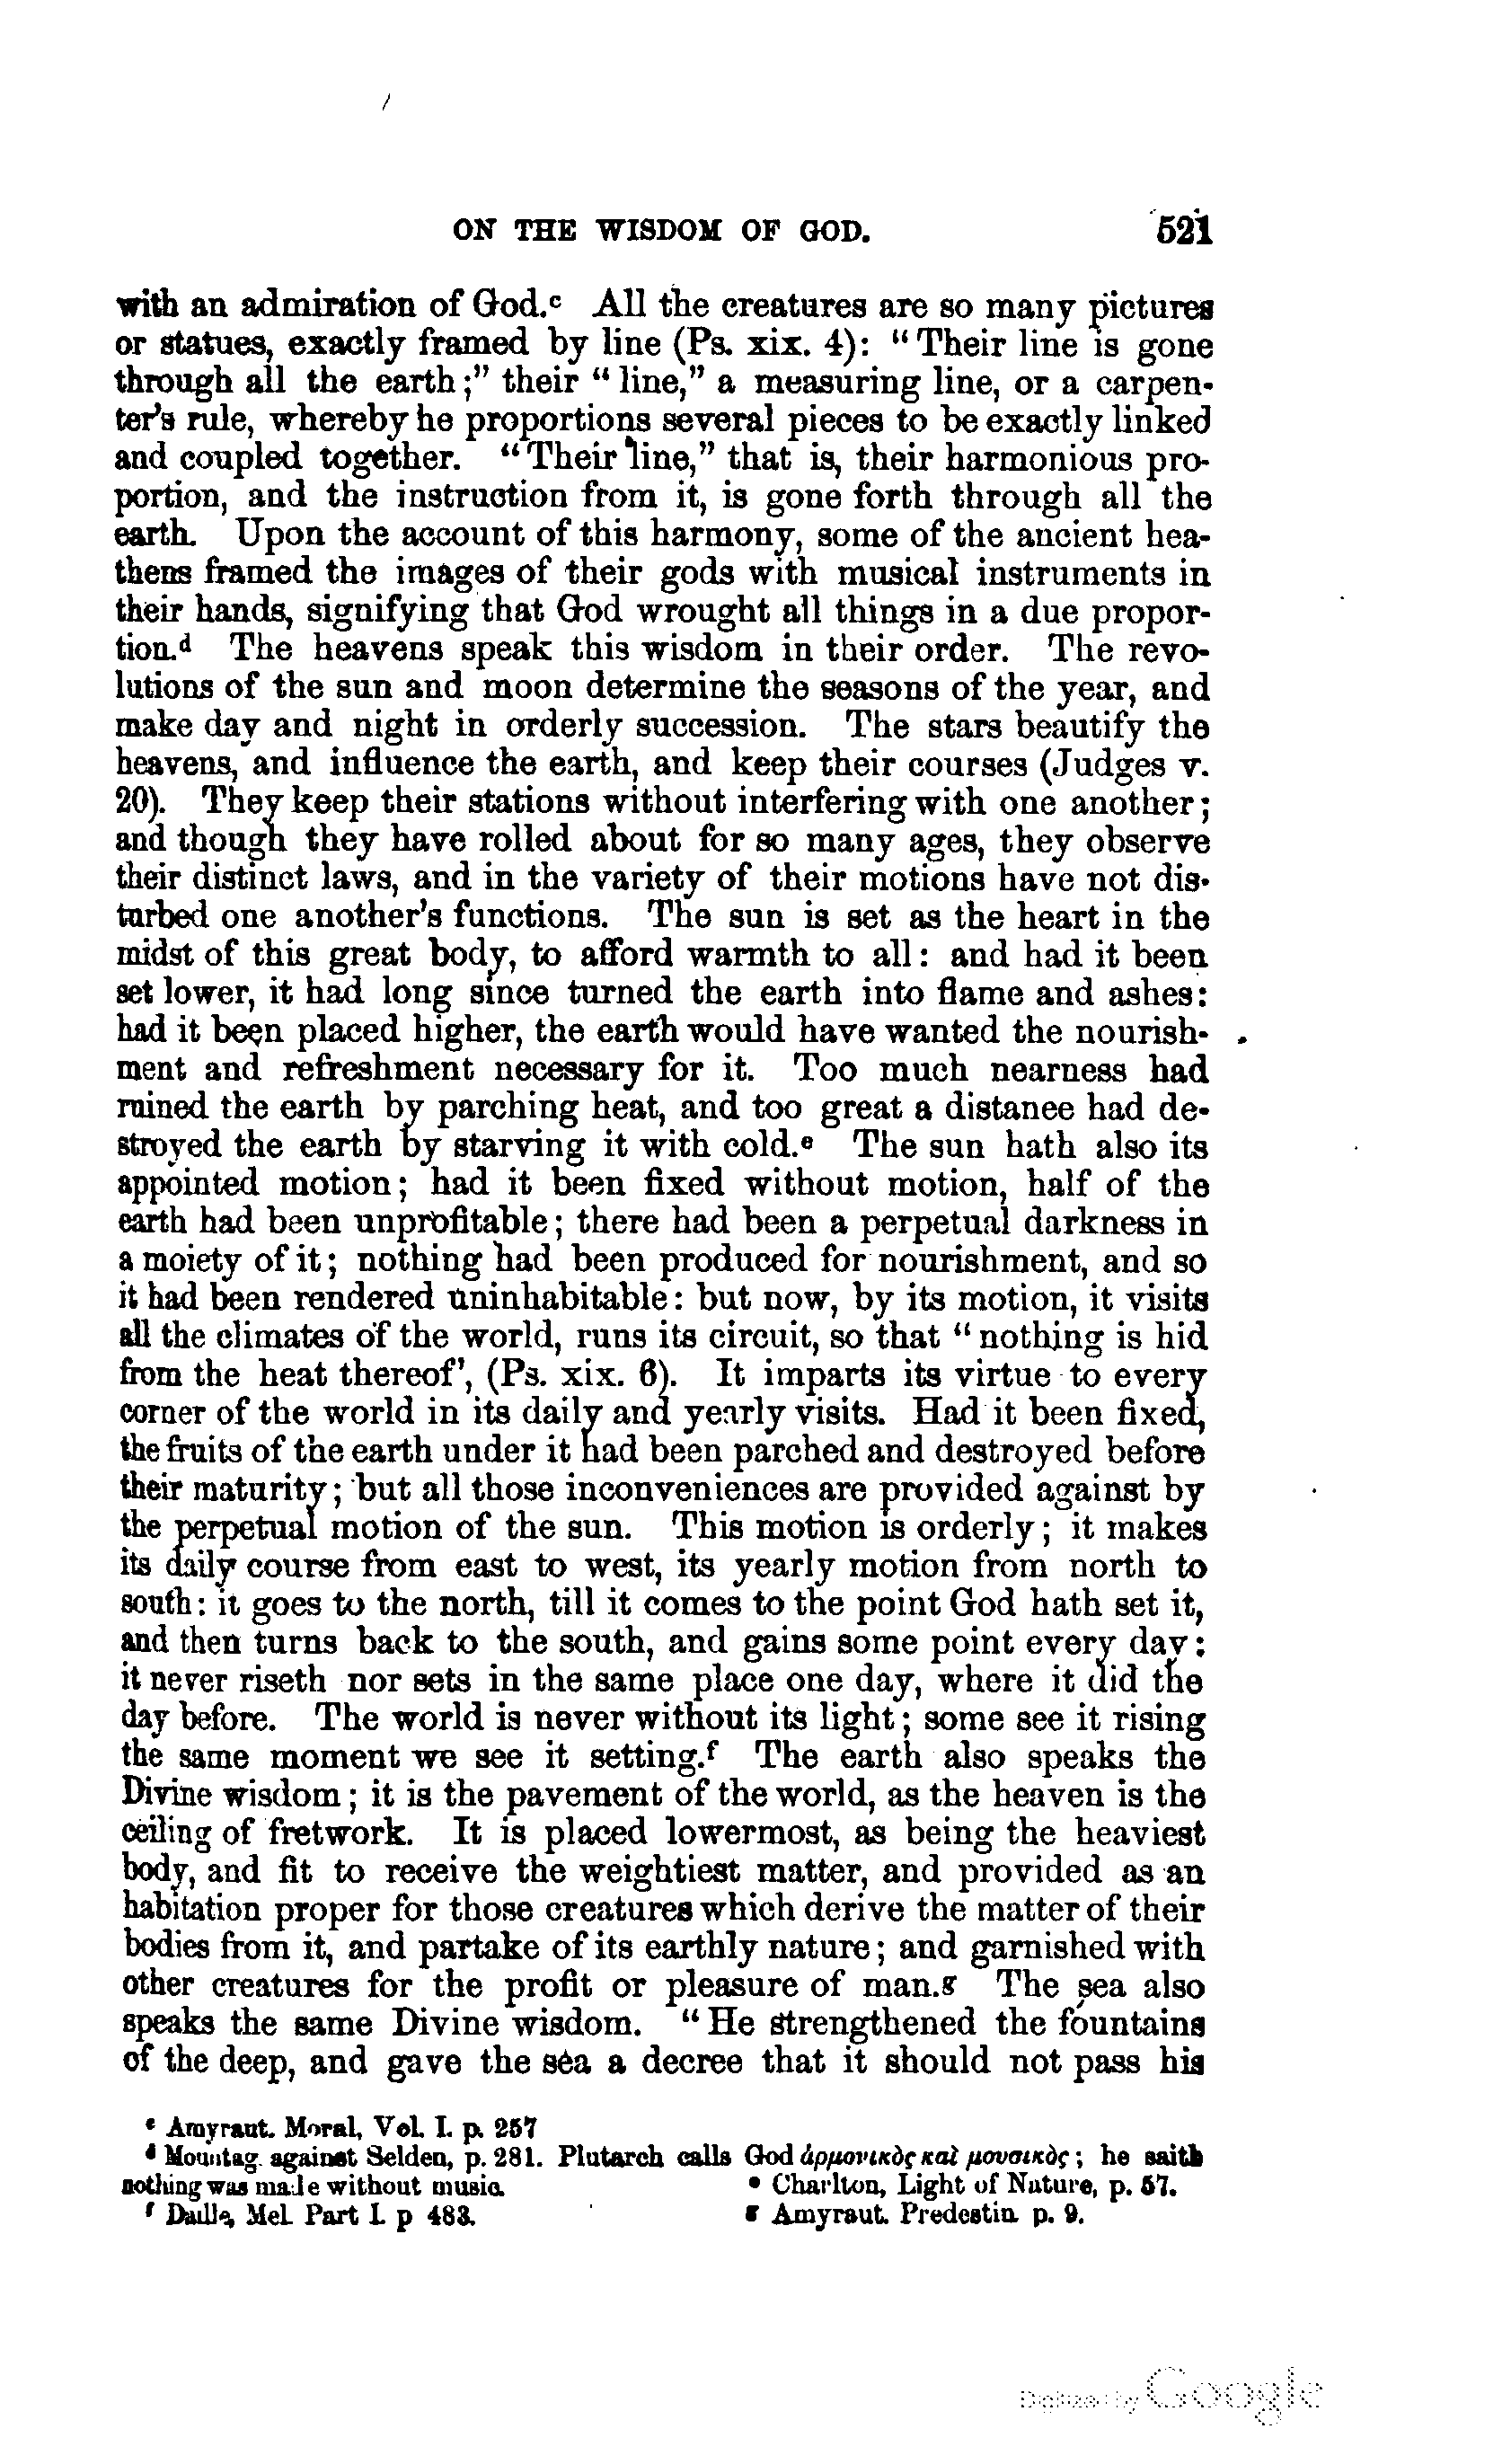 ON THE WISDOM OF GOD. 521
with an admiration of God.c All the creatures are so many pictures
or statues, exactly framed by line (Ps. xix. 4): "Their line is gone
through all the earth;" their "line," a measuring line, or a carpen-
ter's rule, whereby he proportions several pieces to be exactly linked
and coupled together. "Their line," that is, their harmonious pro-
portion, and the instruction from it, is gone forth through all the
earth. Upon the account of this harmony, some of the ancient hea-
thens framed the images of their gods with musical instruments in
their hands, signifying that God wrought all things in a due propor-
tion.d The heavens speak this wisdom in their order. The revo-
lutions of the sun and moon determine the seasons of the year, and
make day and night in orderly succession. The stars beautify the
heavens, and influence the earth, and keep their courses (Judges v.
20). They keep their stations without interfering with one another;
and though they have rolled about for so many ages, they observe
their distinct laws, and in the variety of their motions have not dis-
turbed one another's functions. The sun is set as the heart in the
midst of this great body, to afford warmth to all: and had it been
set lower, it had long since turned the earth into flame and ashes:
had it been placed higher, the earth would have wanted the nourish-
ment and refreshment necessary for it. Too much nearness had
ruined the earth by parching heat, and too great a distanee had de-
stroyed the earth by starving it with cold.e The sun hath also its
appointed motion; had it been fixed without motion, half of the
earth had been unprofitable; there had been a perpetual darkness in
a moiety of it; nothing had been produced for nourishment, and so
it had been rendered uninhabitable: but now, by its motion, it visits
all the climates of the world, runs its circuit, so that "nothing is hid
from the heat thereof', (Ps. xix. 6). It imparts its virtue to every
corner of the world in its daily and yearly visits. Had it been fixed,
the fruits of the earth under it had been parched and destroyed before
their maturity; but all those inconveniences are provided against by
the perpetual motion of the sun. This motion is orderly; it makes
its daily course from east to west, its yearly motion from north to
south: it goes to the north, till it comes to the point God hath set it,
and then turns back to the south, and gains some point every day:
it never riseth nor sets in the same place one day, where it did the
day before. The world is never without its light; some see it rising
the same moment we see it setting.f The earth also speaks the
Divine wisdom; it is the pavement of the world, as the heaven is the
ceiling of fretwork. It is placed lowermost, as being the heaviest
body, and fit to receive the weightiest matter, and provided as an
habitation proper for those creatures which derive the matter of their
bodies from it, and partake of its earthly nature; and garnished with
other creatures for the profit or pleasure of man.g The sea also
speaks the same Divine wisdom. "He strengthened the fountains
of the deep, and gave the sea a decree that it should not pass his
c Amyraut. Moral, Vol. I. p. 257
d Mountag. against Selden, p. 281. Plutarch calls God ἁρμονικὸς καὶ μουσικὸς; he saith
nothing was made without music. e Charlton, Light of Nature, p. 57.
f Daille, Mel. Part I. p 483. g Amyraut. Predestin. p. 9.
Digitized by Google